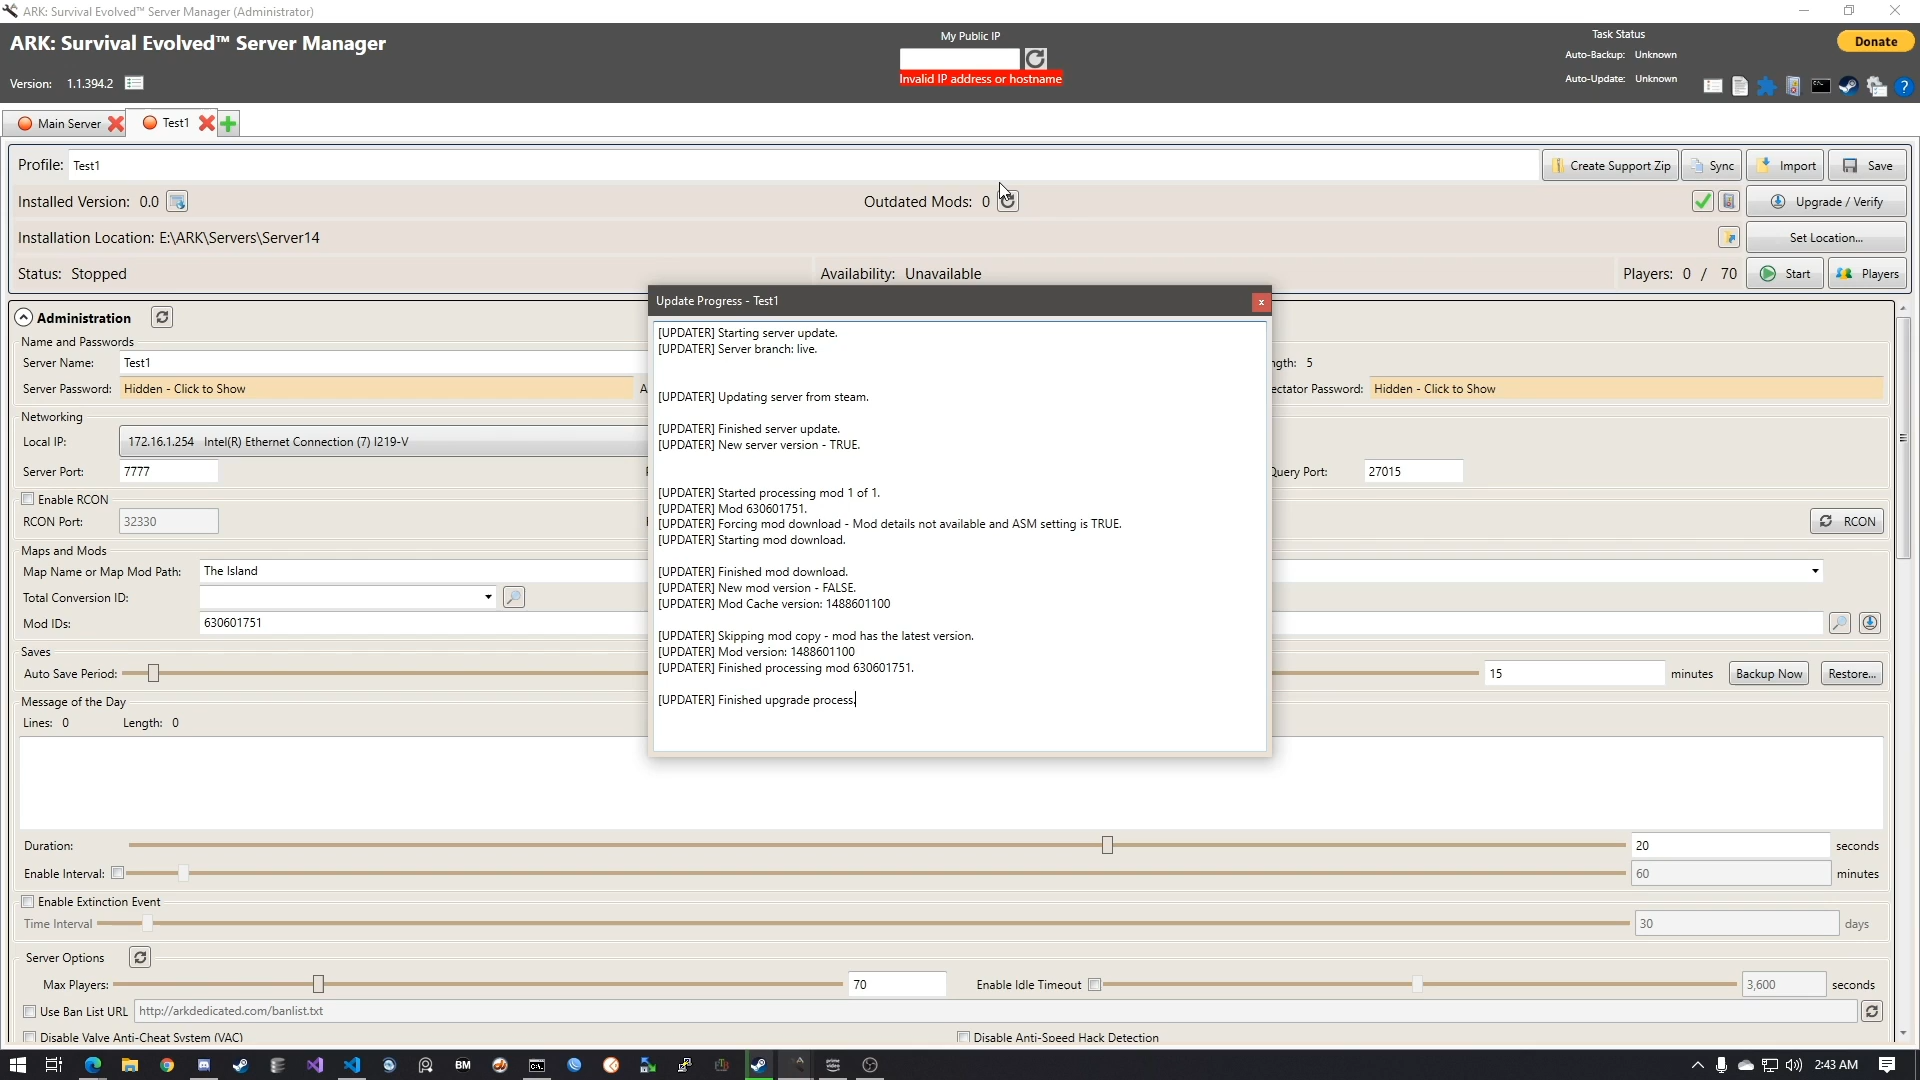 ARK: Survival Evolved™ Server Manager (Administrator)
ARK: Survival Evolved™ Server Manager
My Public IP
Task Status
Donate
Auto-Backup: Unknown
Invalid IP address or hostname
Auto-Update: Unknown
Version: 1.1.394.2
Main Server
Test1
Profile: Test1
Create Support Zip
Sync
Import
Save
Installed Version: 0.0
Outdated Mods: 0
Upgrade / Verify
Installation Location: E:\ARK\Servers\Server14
Set Location...
Status: Stopped
Availability: Unavailable
Players: 0 / 70
Start
Players
Update Progress - Test1
x
[UPDATER] Starting server update.
[UPDATER] Server branch: live.
[UPDATER] Updating server from steam.
[UPDATER] Finished server update.
[UPDATER] New server version - TRUE.
[UPDATER] Started processing mod 1 of 1.
[UPDATER] Mod 630601751.
[UPDATER] Forcing mod download - Mod details not available and ASM setting is TRUE.
[UPDATER] Starting mod download.
[UPDATER] Finished mod download.
[UPDATER] New mod version - FALSE.
[UPDATER] Mod Cache version: 1488601100
[UPDATER] Skipping mod copy - mod has the latest version.
[UPDATER] Mod version: 1488601100
[UPDATER] Finished processing mod 630601751.
[UPDATER] Finished upgrade process.
Administration
Name and Passwords
Server Name: Test1
ngth: 5
Server Password: Hidden - Click to Show
A
ectator Password: Hidden - Click to Show
Networking
Local IP: 172.16.1.254 Intel(R) Ethernet Connection (7) I219-V
Server Port: 7777
Query Port: 27015
Enable RCON
RCON Port: 32330
RCON
Maps and Mods
Map Name or Map Mod Path: The Island
Total Conversion ID:
Mod IDs: 630601751
Saves
Auto Save Period:
15 minutes
Backup Now
Restore...
Message of the Day
Lines: 0 Length: 0
Duration:
20 seconds
Enable Interval:
60 minutes
Enable Extinction Event
Time Interval
30 days
Server Options
Max Players:
70
Enable Idle Timeout
3,600 seconds
Use Ban List URL http://arkdedicated.com/banlist.txt
Disable Valve Anti-Cheat System (VAC)
Disable Anti-Speed Hack Detection
BM
2:43 AM